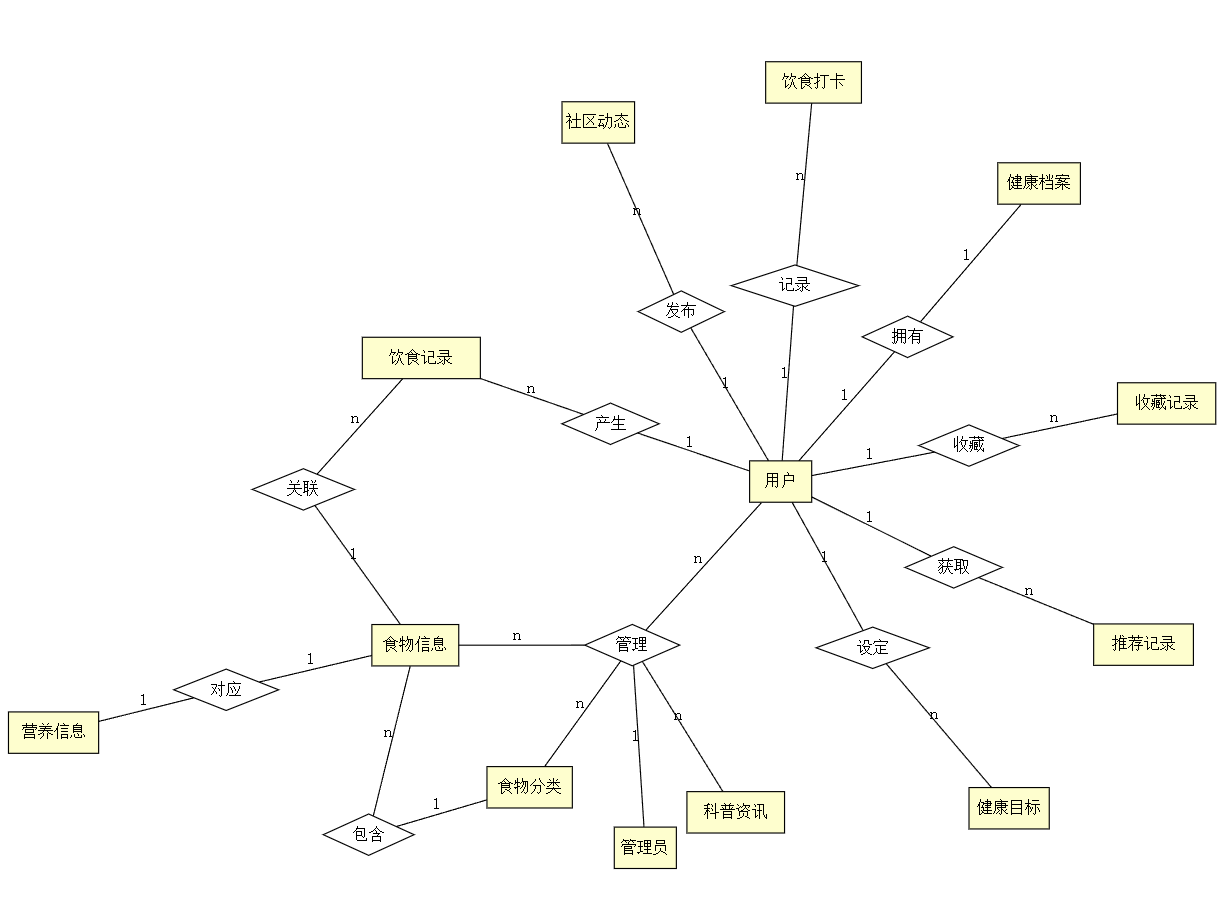 饮食打卡
社区动态
n
健康档案
n
1
记录
发布
拥有
饮食记录
1
1
n
1
收藏记录
n
产生
1
收藏
n
1
关联
用户
1
1
n
1
获取
n
食物信息
n
管理
设定
推荐记录
1
对应
1
营养信息
n
n
1
n
n
食物分类
1
包含
科普资讯
健康目标
管理员